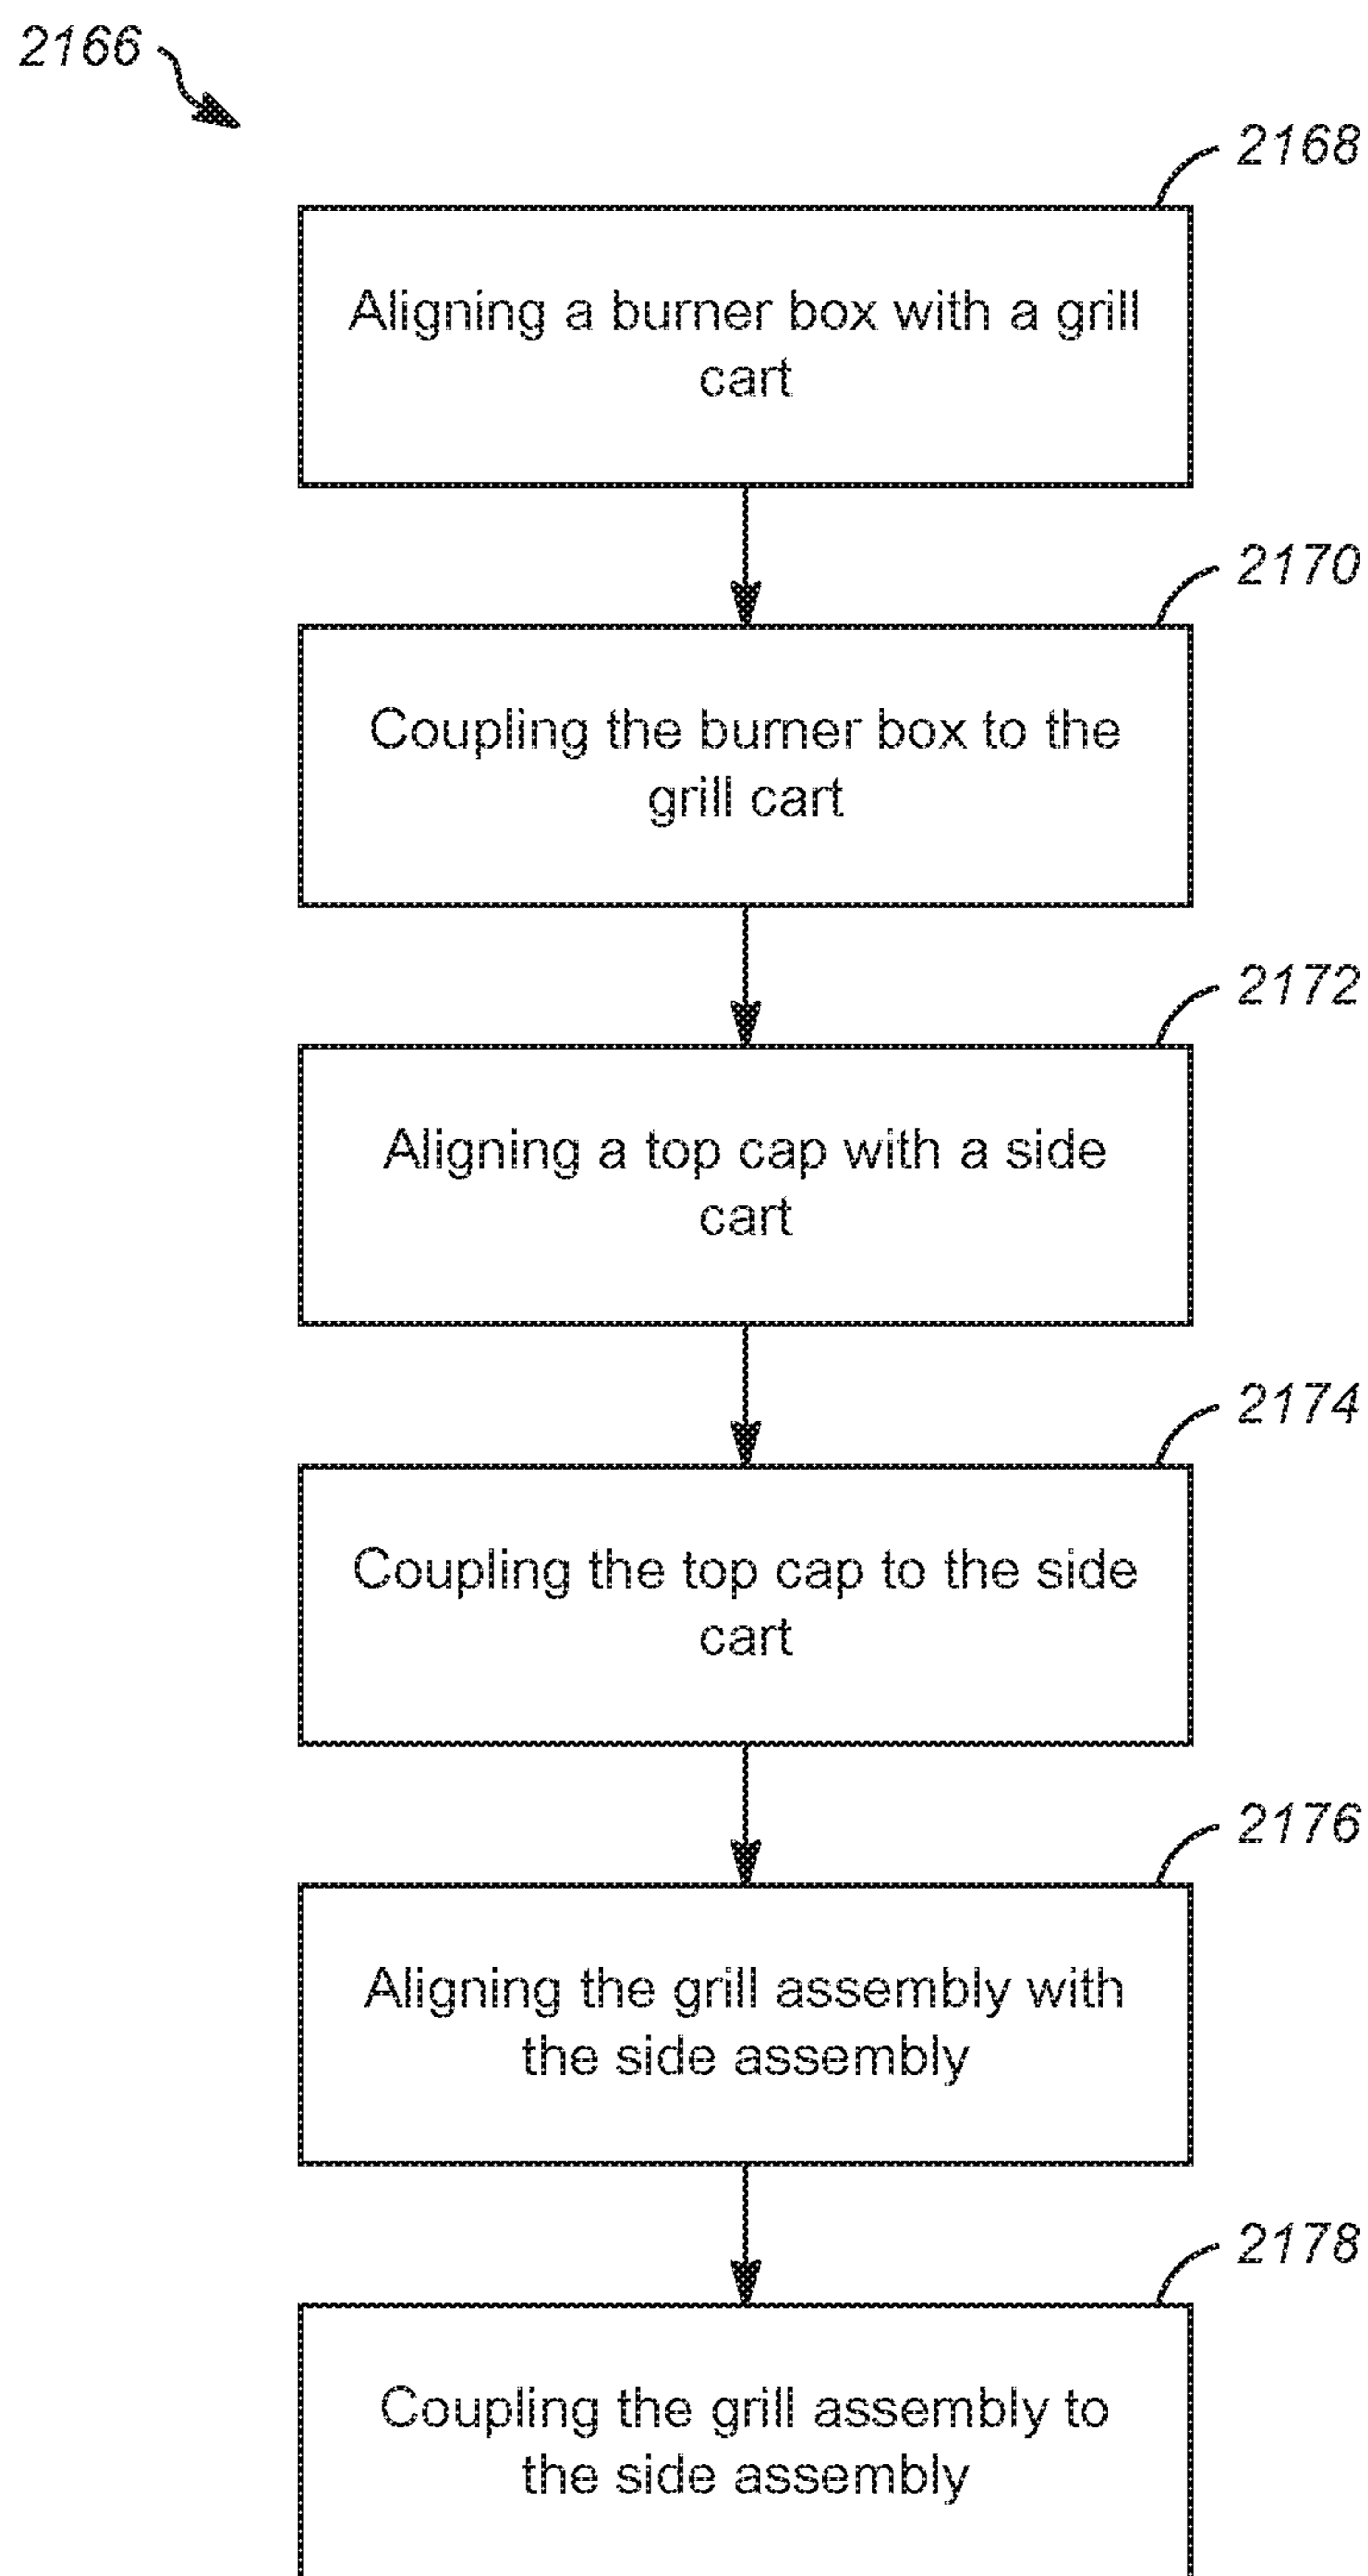 2166
2168
Aligning a burner box with a grill
cart
2170
Coupling the burner box to the
grill cart
2172
Aligning a top cap with a side
cart
2174
Coupling the top cap to the side
cart
2176
Aligning the grill assembly with
the side assembly
2178
Coupling the grill assembly to
the side assembly